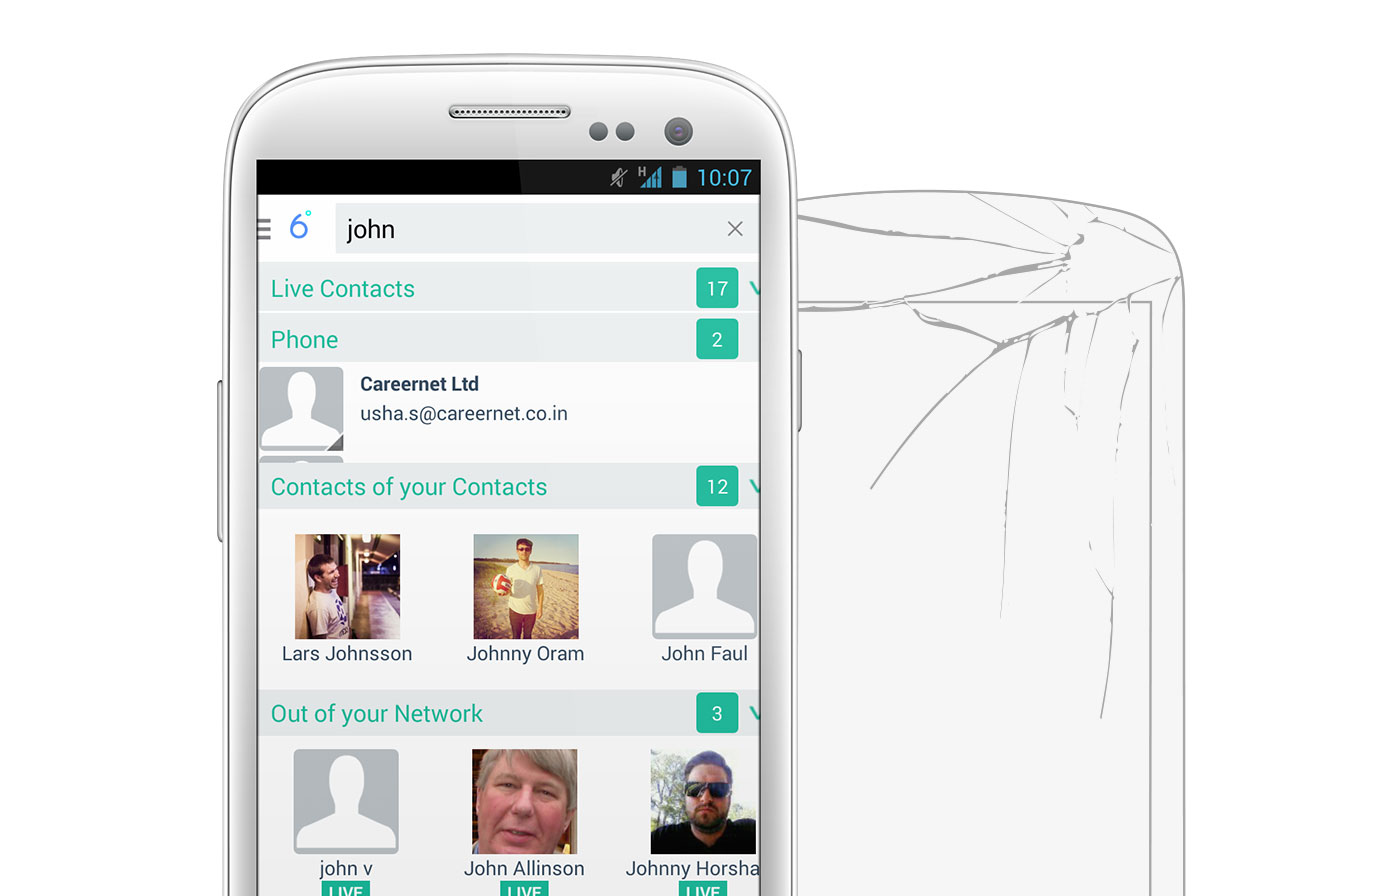 H 10:07
6° john
Live Contacts 17
Phone 2
Careernet Ltd
usha.s@careernet.co.in
Contacts of your Contacts 12
Lars Johnsson Johnny Oram John Faul
Out of your Network 3
john v John Allinson Johnny Horsha
LIVE LIVE LIVE